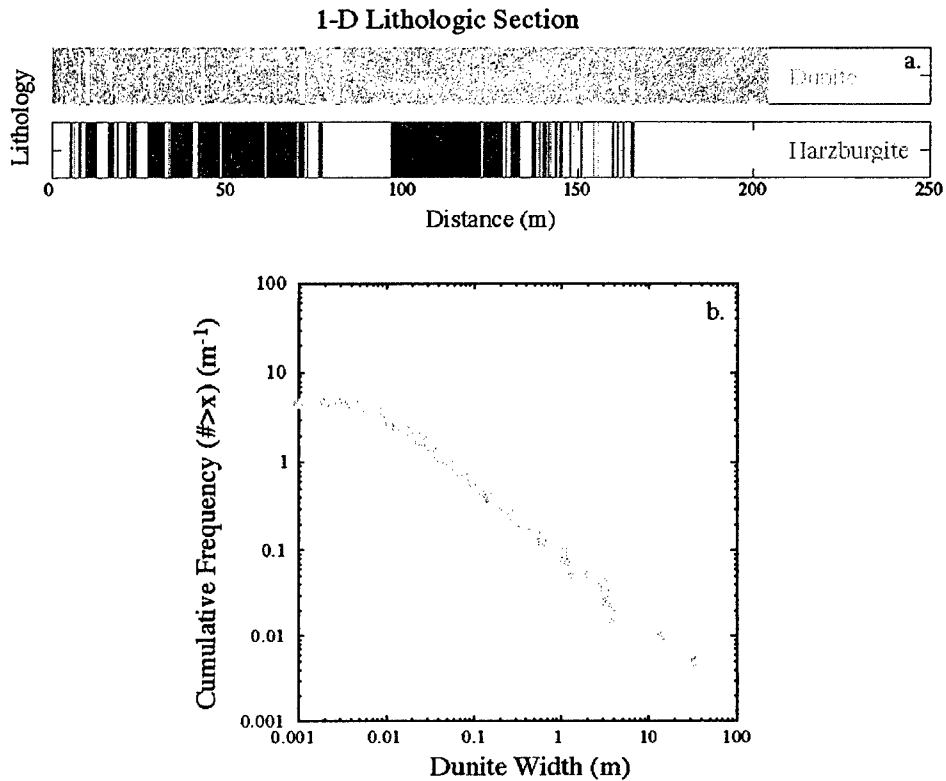 1-D Lithologic Section
a.
Dunite
Lithology
Harzburgite
0 50 100 150 200 250
Distance (m)
b.
100
10
1
0.1
0.01
0.001
Cumulative Frequency (#>x) (m⁻¹)
0.001 0.01 0.1 1 10 100
Dunite Width (m)